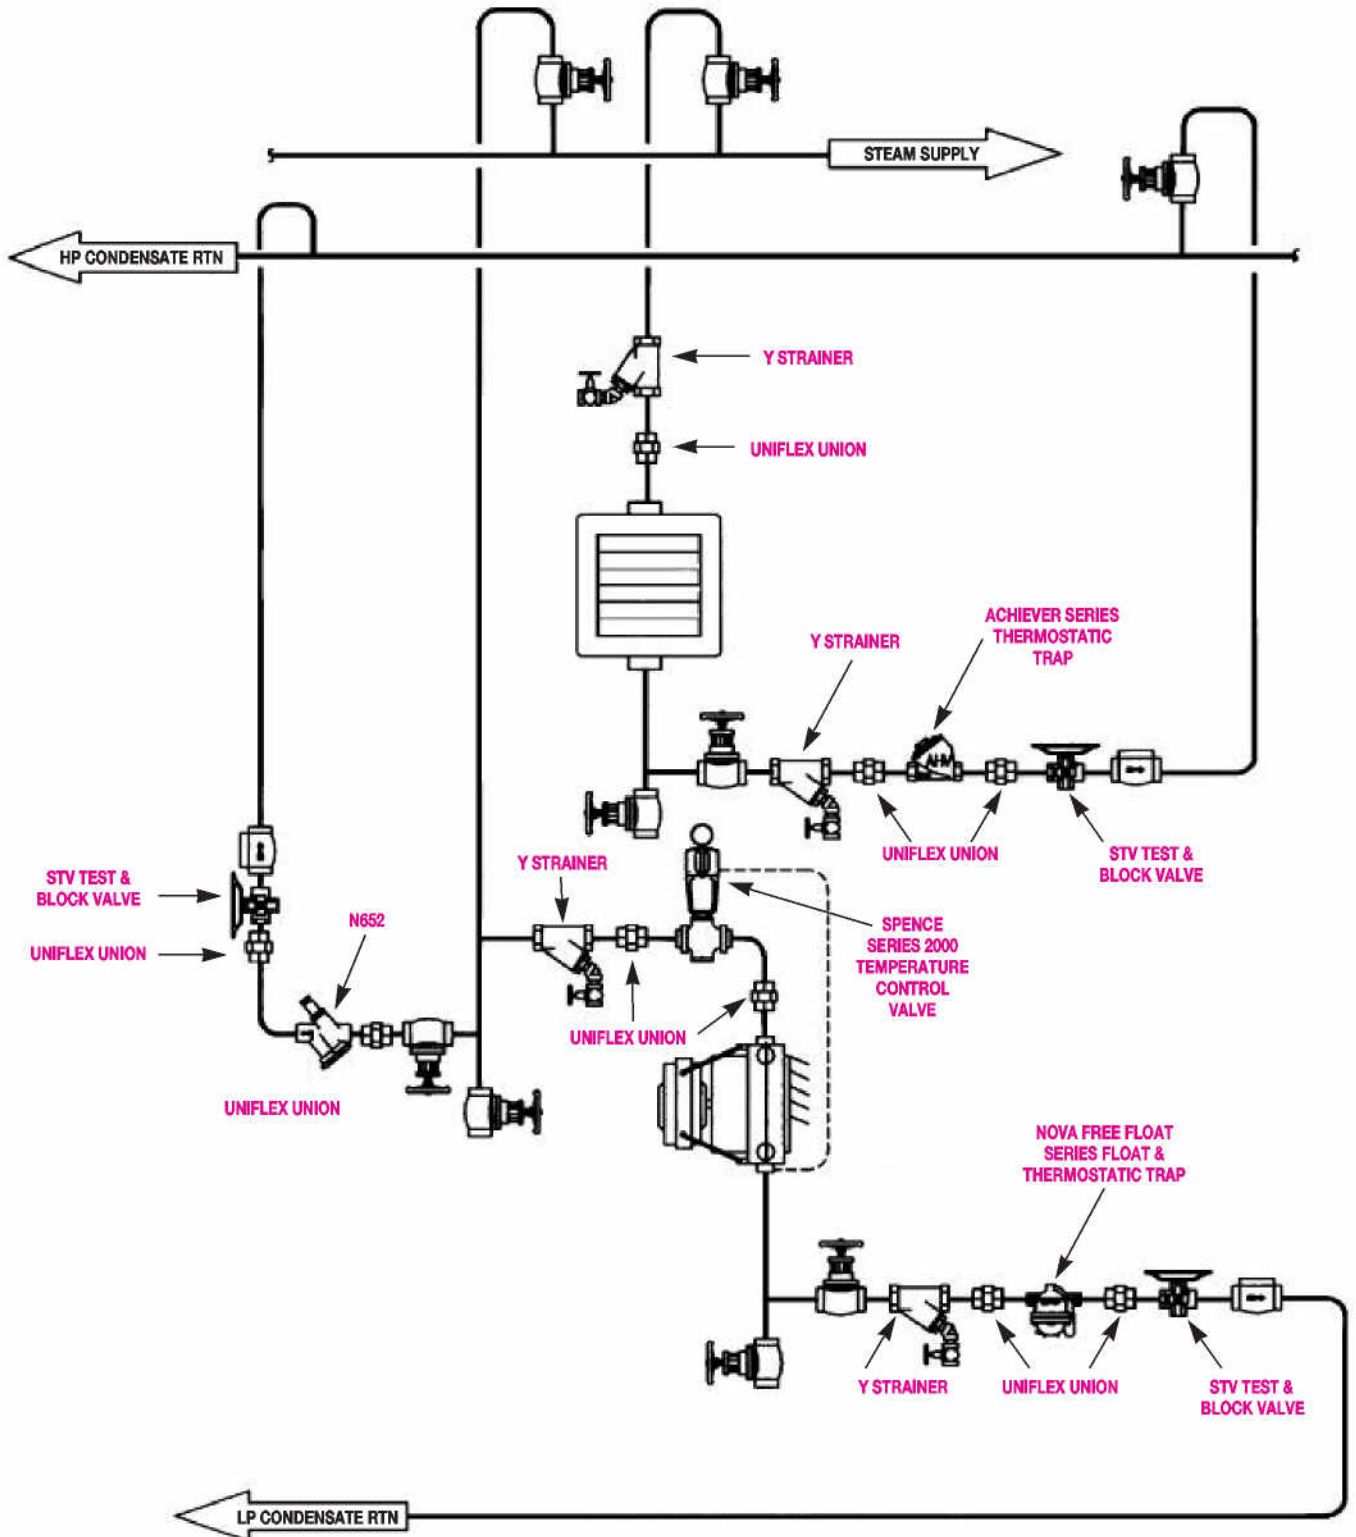 STEAM SUPPLY
HP CONDENSATE RTN
Y STRAINER
UNIFLEX UNION
ACHIEVER SERIES
THERMOSTATIC
TRAP
Y STRAINER
AHV
UNIFLEX UNION
STV TEST &
BLOCK VALVE
Y STRAINER
STV TEST &
BLOCK VALVE
N652
UNIFLEX UNION
SPENCE
SERIES 2000
TEMPERATURE
CONTROL
VALVE
UNIFLEX UNION
UNIFLEX UNION
NOVA FREE FLOAT
SERIES FLOAT &
THERMOSTATIC TRAP
Y STRAINER
UNIFLEX UNION
STV TEST &
BLOCK VALVE
LP CONDENSATE RTN